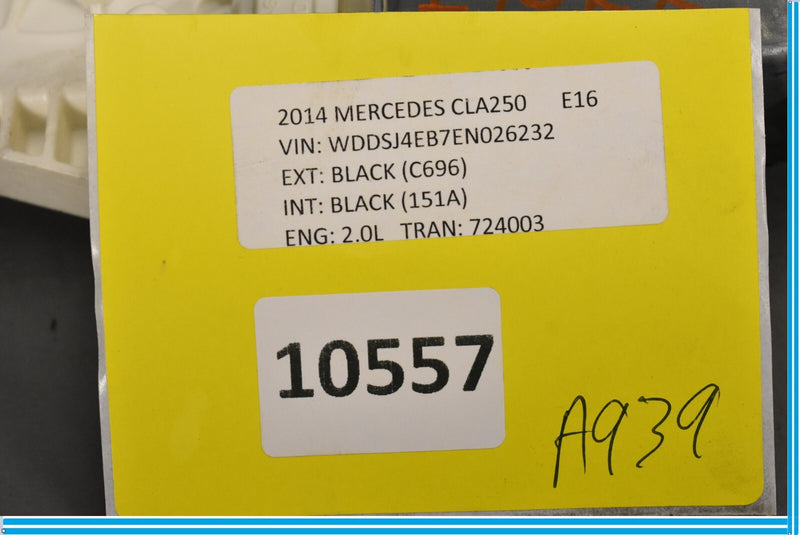 2014 MERCEDES CLA250 E16
VIN: WDDSJ4EB7EN026232
EXT: BLACK (C696)
INT: BLACK (151A)
ENG: 2.0L TRAN: 724003
10557
A939